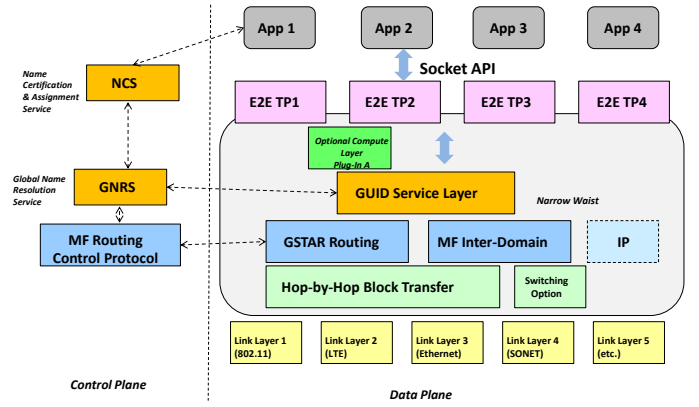 App 1
App 2
App 3
App 4
Name
Certification
& Assignment
Service
NCS
Socket API
E2E TP1
E2E TP2
E2E TP3
E2E TP4
Optional Compute
Layer
Plug-In A
Global Name
Resolution
Service
GNRS
GUID Service Layer
Narrow Waist
MF Routing
Control Protocol
GSTAR Routing
MF Inter-Domain
IP
Hop-by-Hop Block Transfer
Switching
Option
Link Layer 1
(802.11)
Link Layer 2
(LTE)
Link Layer 3
(Ethernet)
Link Layer 4
(SONET)
Link Layer 5
(etc.)
Control Plane
Data Plane